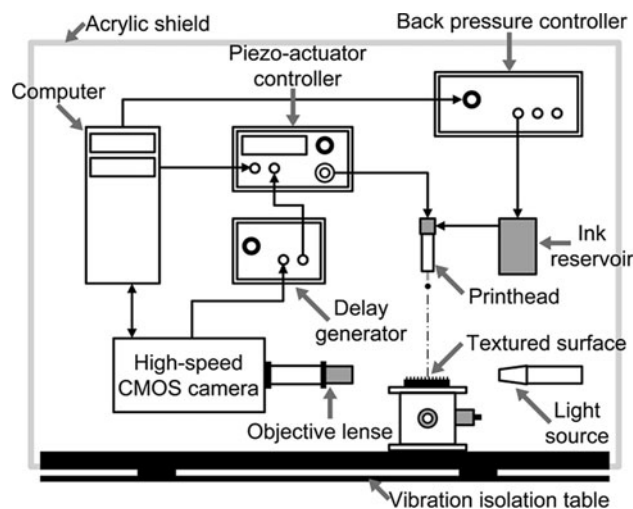 Acrylic shield
Back pressure controller
Piezo-actuator
controller
Computer
Ink
reservoir
Printhead
Delay
generator
Textured surface
High-speed
CMOS camera
Objective lense
Light
source
Vibration isolation table